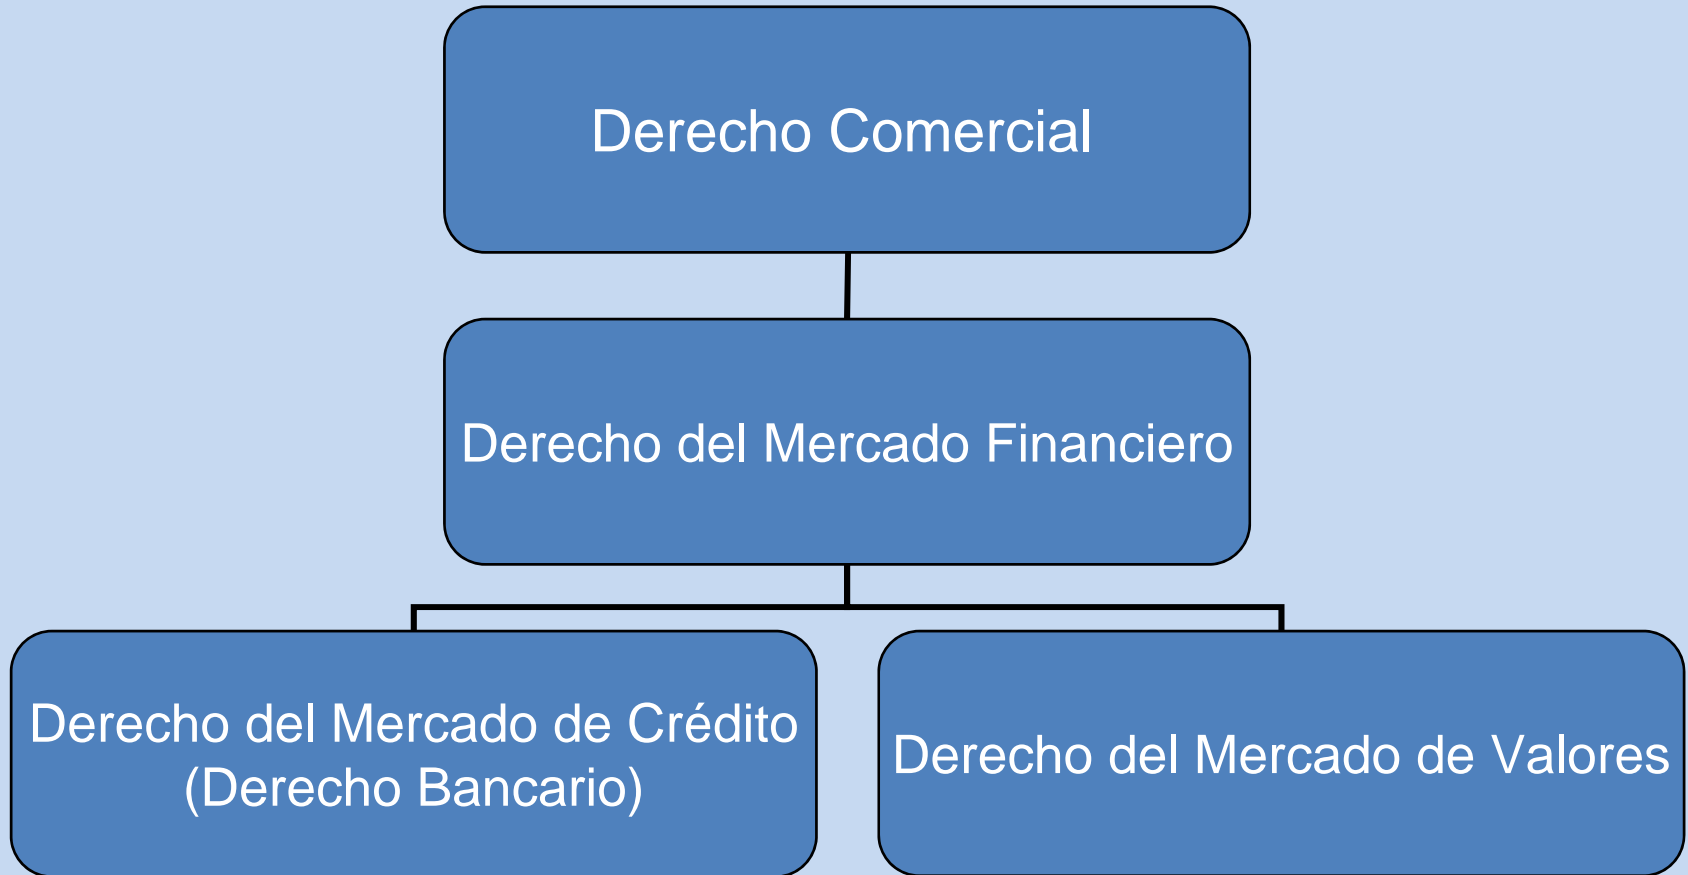 Derecho Comercial
Derecho del Mercado Financiero
Derecho del Mercado de Crédito
(Derecho Bancario)
Derecho del Mercado de Valores